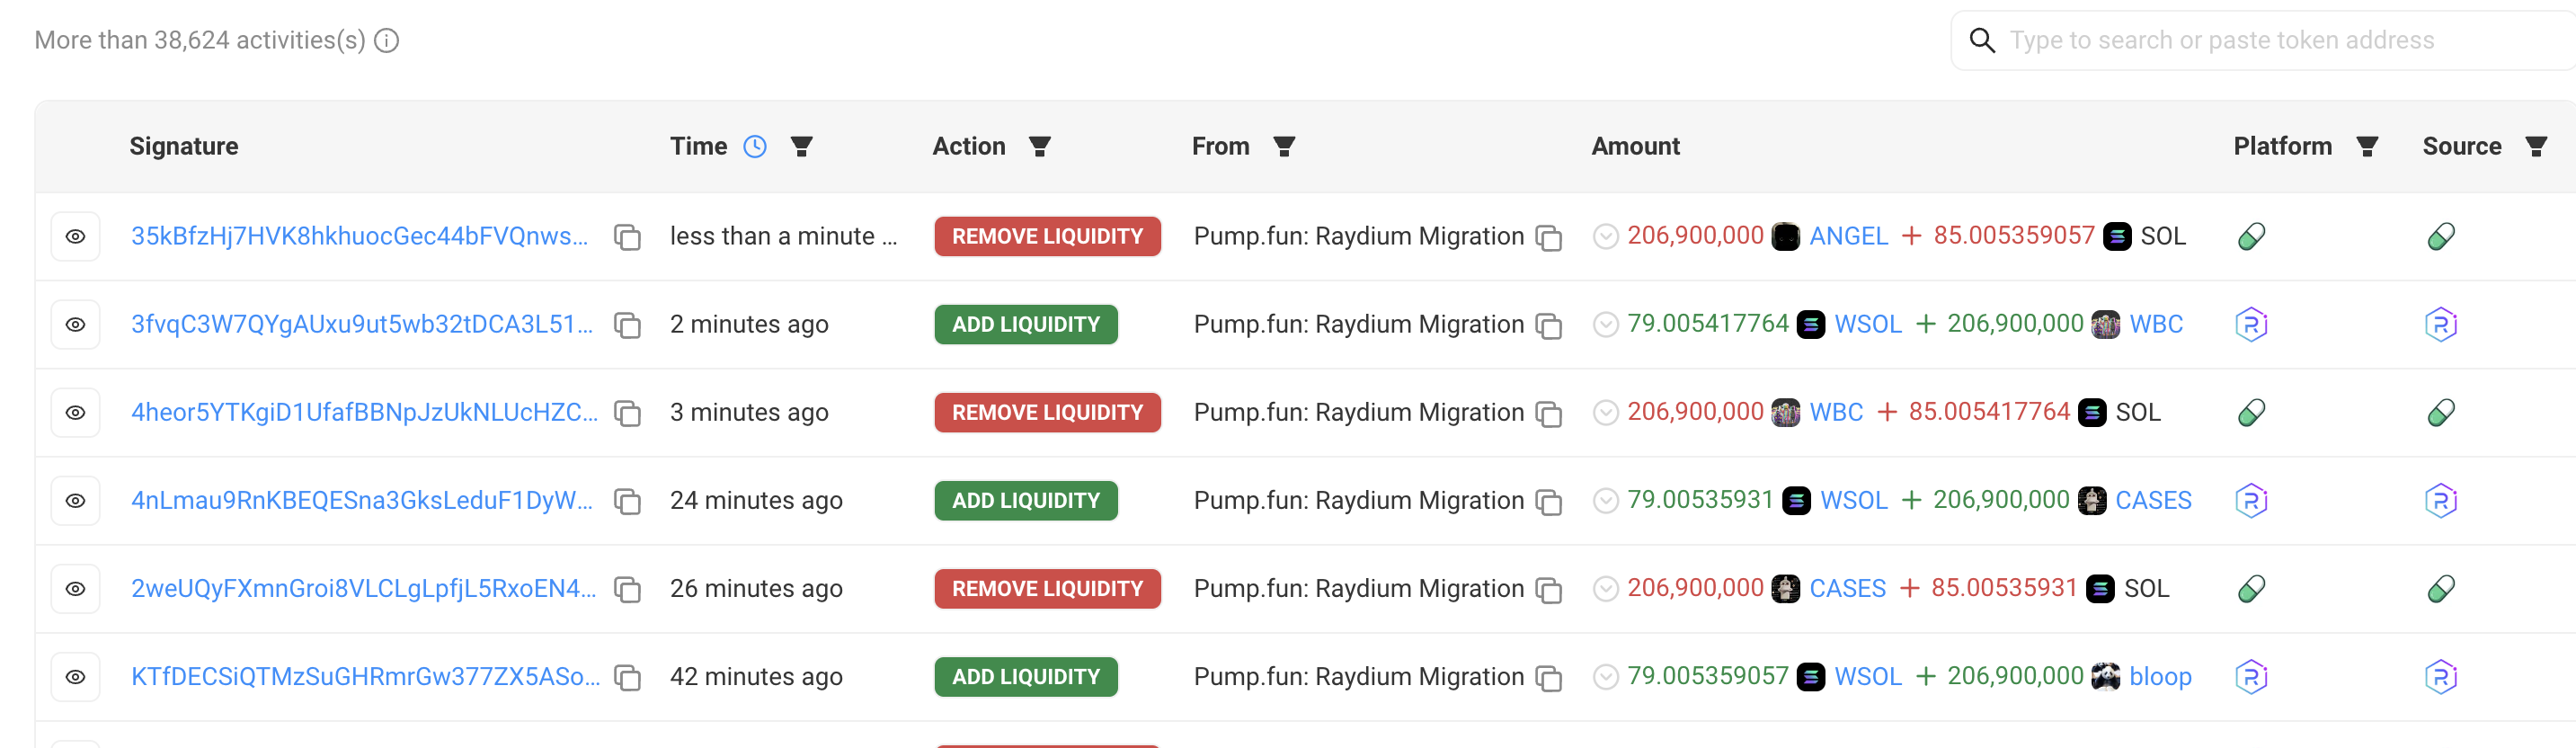 More than 38,624 activities(s)
Type to search or paste token address
Signature Time Action From Amount Platform Source
35kBfzHj7HVK8hkhuocGec44bFVQnws... less than a minute ... REMOVE LIQUIDITY Pump.fun: Raydium Migration 206,900,000 ANGEL + 85.005359057 SOL
3fvqC3W7QYgAUxu9ut5wb32tDCA3L51... 2 minutes ago ADD LIQUIDITY Pump.fun: Raydium Migration 79.005417764 WSOL + 206,900,000 WBC
4heor5YTKgiD1UfafBBNpJzUkNLUcHZC... 3 minutes ago REMOVE LIQUIDITY Pump.fun: Raydium Migration 206,900,000 WBC + 85.005417764 SOL
4nLmau9RnKBEQESna3GksLeduF1DyW... 24 minutes ago ADD LIQUIDITY Pump.fun: Raydium Migration 79.00535931 WSOL + 206,900,000 CASES
2weUQyFXmnGroi8VLCLgLpfjL5RxoEN4... 26 minutes ago REMOVE LIQUIDITY Pump.fun: Raydium Migration 206,900,000 CASES + 85.00535931 SOL
KTfDECSiQTMzSuGHRmrGw377ZX5ASo... 42 minutes ago ADD LIQUIDITY Pump.fun: Raydium Migration 79.005359057 WSOL + 206,900,000 bloop